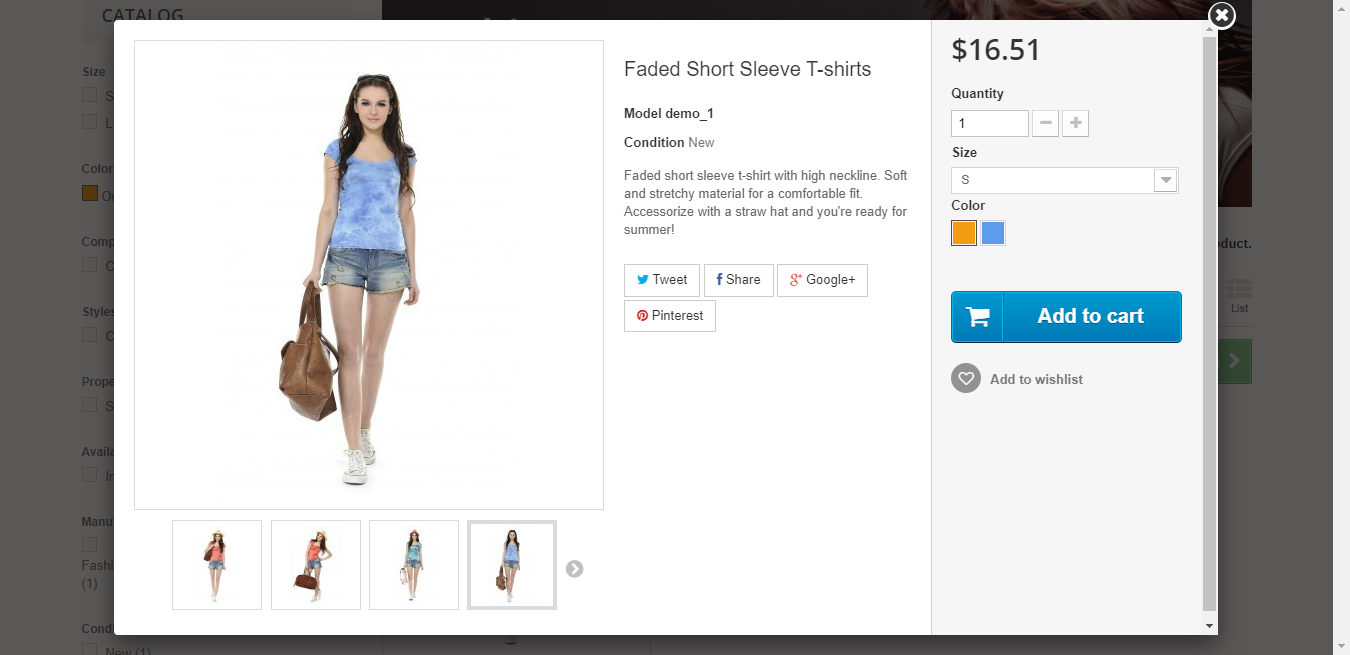 CATALOG
Size
S
L
Color
Or
Comp
C
Styles
C
Prope
S
Availa
In
Manu
Fashi
(1)
Cond
New (1)
Faded Short Sleeve T-shirts
Model demo_1
Condition New
Faded short sleeve t-shirt with high neckline. Soft
and stretchy material for a comfortable fit.
Accessorize with a straw hat and you're ready for
summer!
Tweet
Share
Google+
Pinterest
$16.51
Quantity
1
Size
S
Color
Add to cart
Add to wishlist
oduct.
List